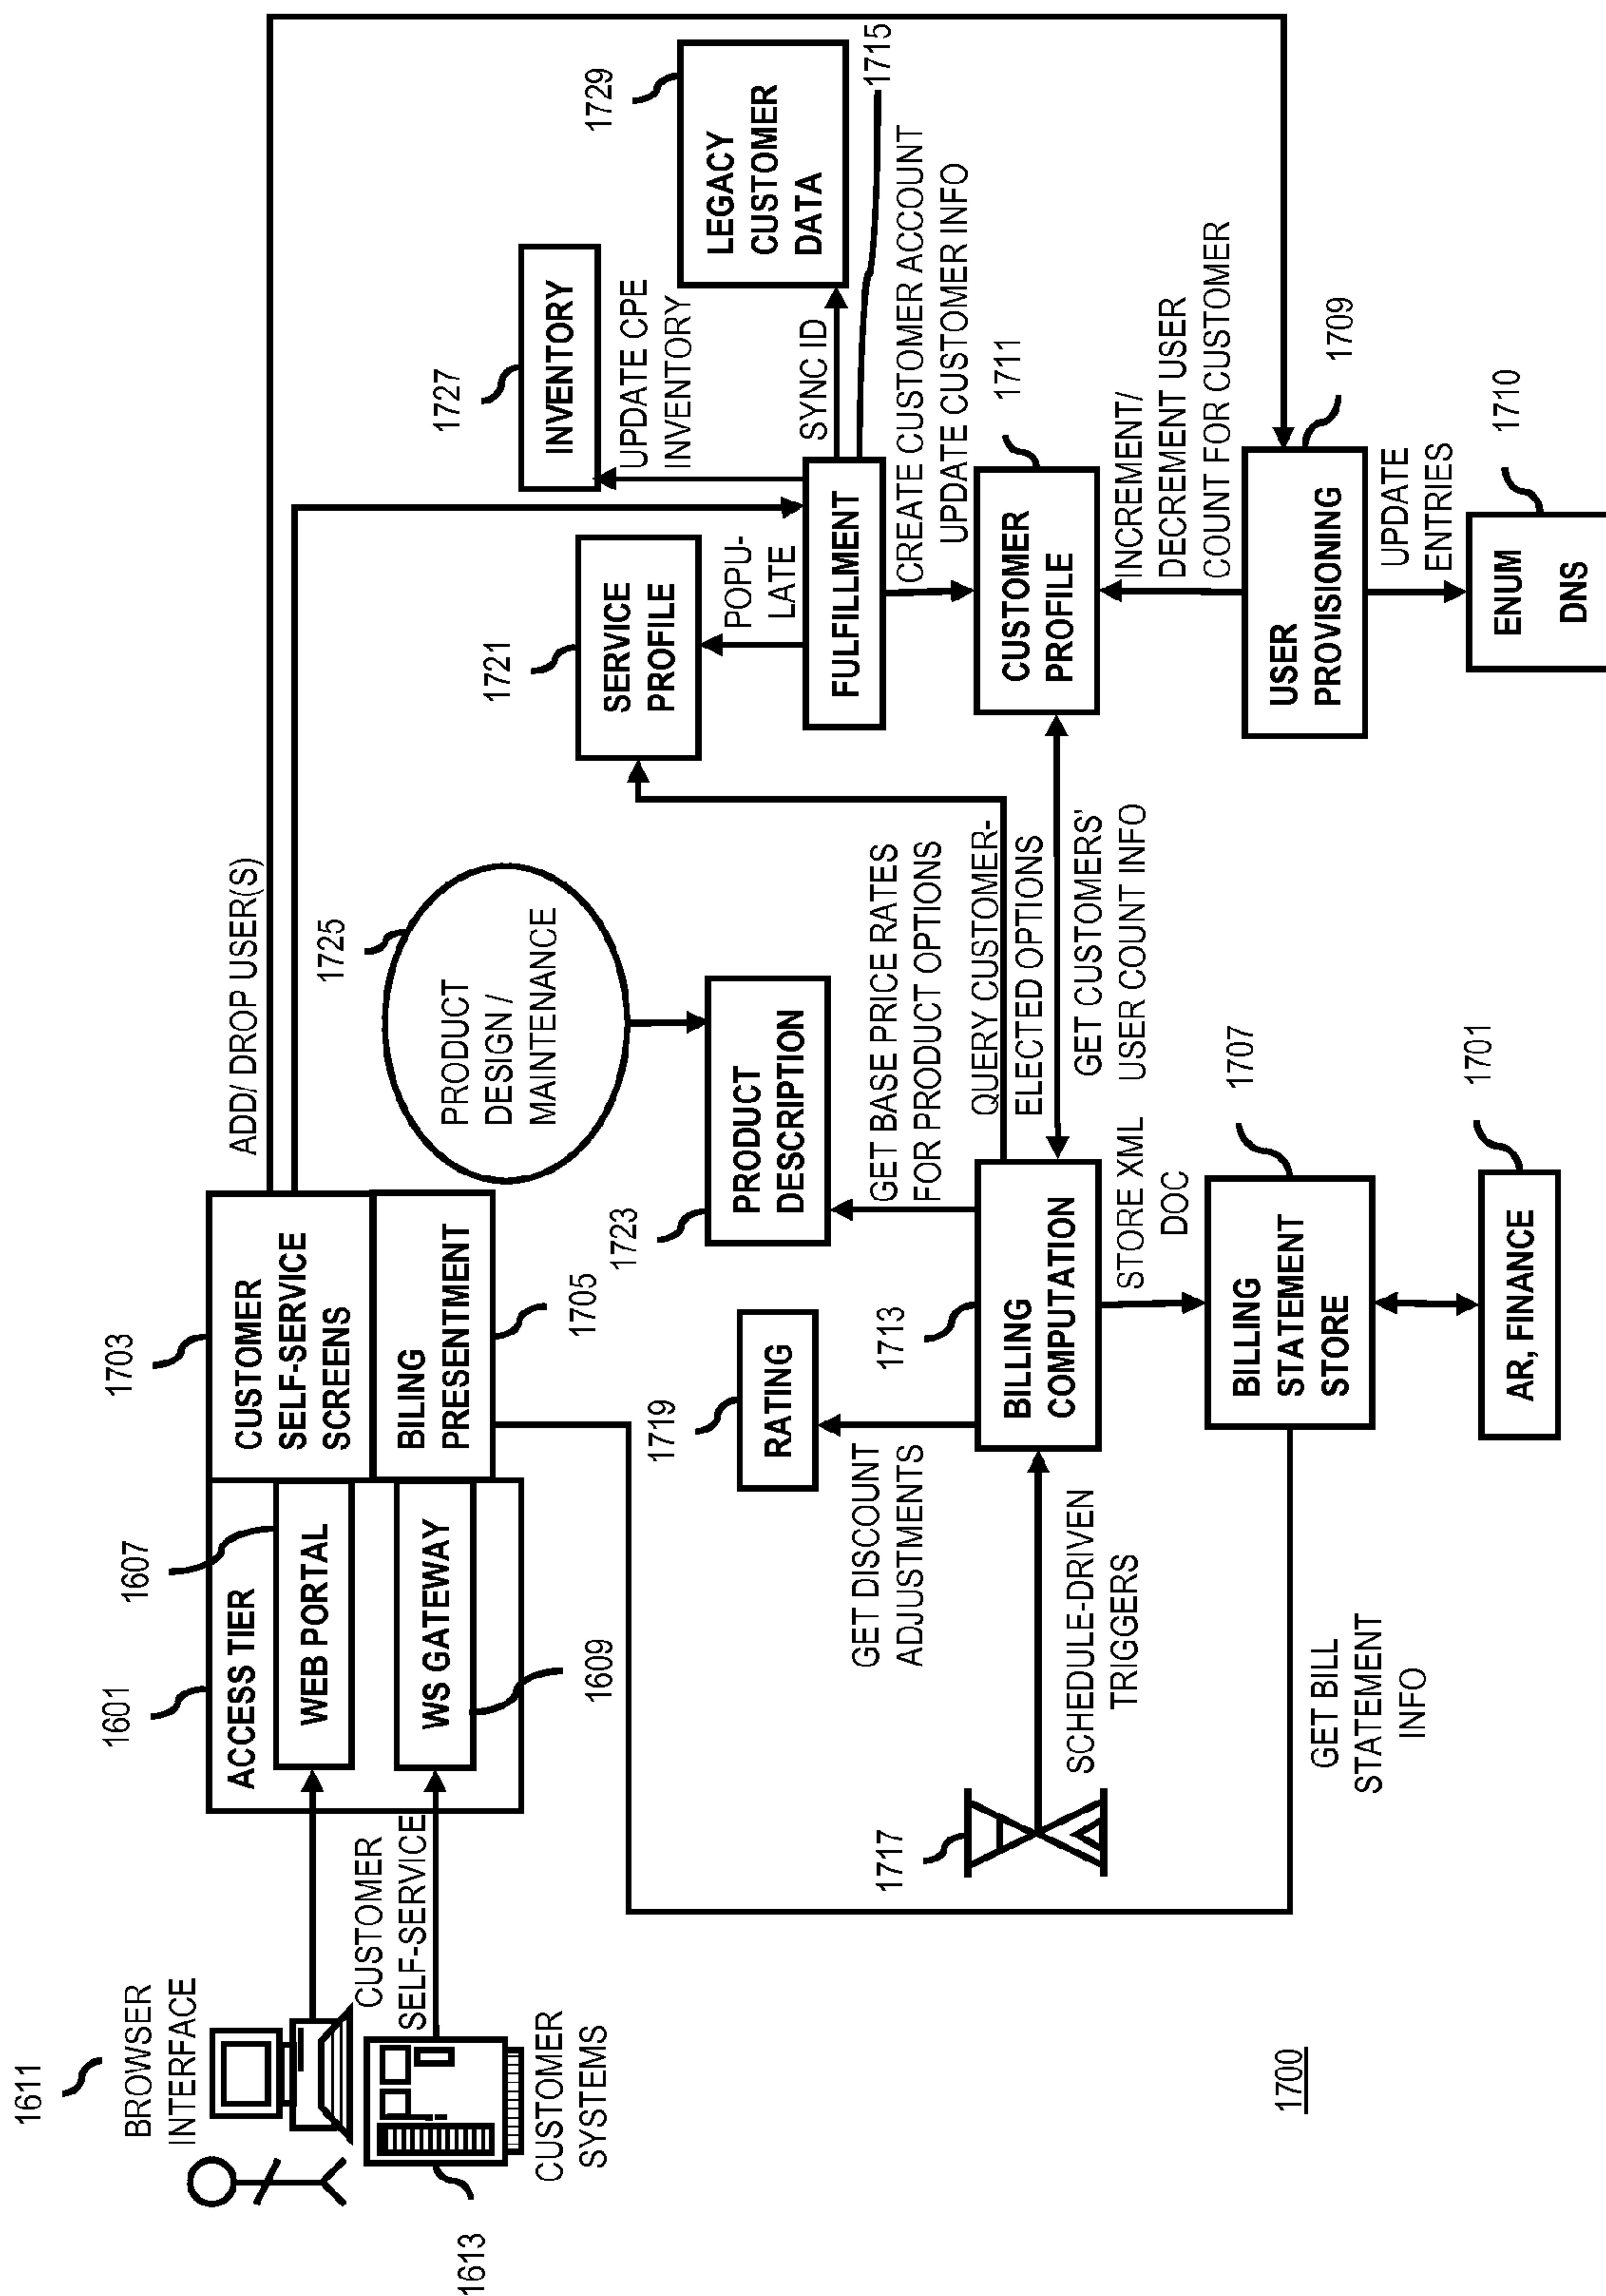 1611
BROWSER
INTERFACE
1613
CUSTOMER
SYSTEMS
CUSTOMER
SELF-SERVICE
1601
ACCESS TIER
1607
WEB PORTAL
WS GATEWAY
1609
1703
CUSTOMER
SELF-SERVICE
SCREENS
BILING
PRESENTMENT
1705
ADD/ DROP USER(S)
1725
PRODUCT
DESIGN /
MAINTENANCE
1723
PRODUCT
DESCRIPTION
1719
RATING
GET DISCOUNT
ADJUSTMENTS
GET BASE PRICE RATES
FOR PRODUCT OPTIONS
QUERY CUSTOMER-
ELECTED OPTIONS
GET CUSTOMERS'
USER COUNT INFO
1717
SCHEDULE-DRIVEN
TRIGGERS
1713
BILLING
COMPUTATION
STORE XML
DOC
1707
BILLING
STATEMENT
STORE
GET BILL
STATEMENT
INFO
1701
AR, FINANCE
1721
SERVICE
PROFILE
POPU-
LATE
1727
INVENTORY
UPDATE CPE
INVENTORY
1729
LEGACY
CUSTOMER
DATA
SYNC ID
FULFILLMENT
1715
CREATE CUSTOMER ACCOUNT
UPDATE CUSTOMER INFO
1711
CUSTOMER
PROFILE
INCREMENT/
DECREMENT USER
COUNT FOR CUSTOMER
1709
USER
PROVISIONING
UPDATE
ENTRIES
1710
ENUM
DNS
1700